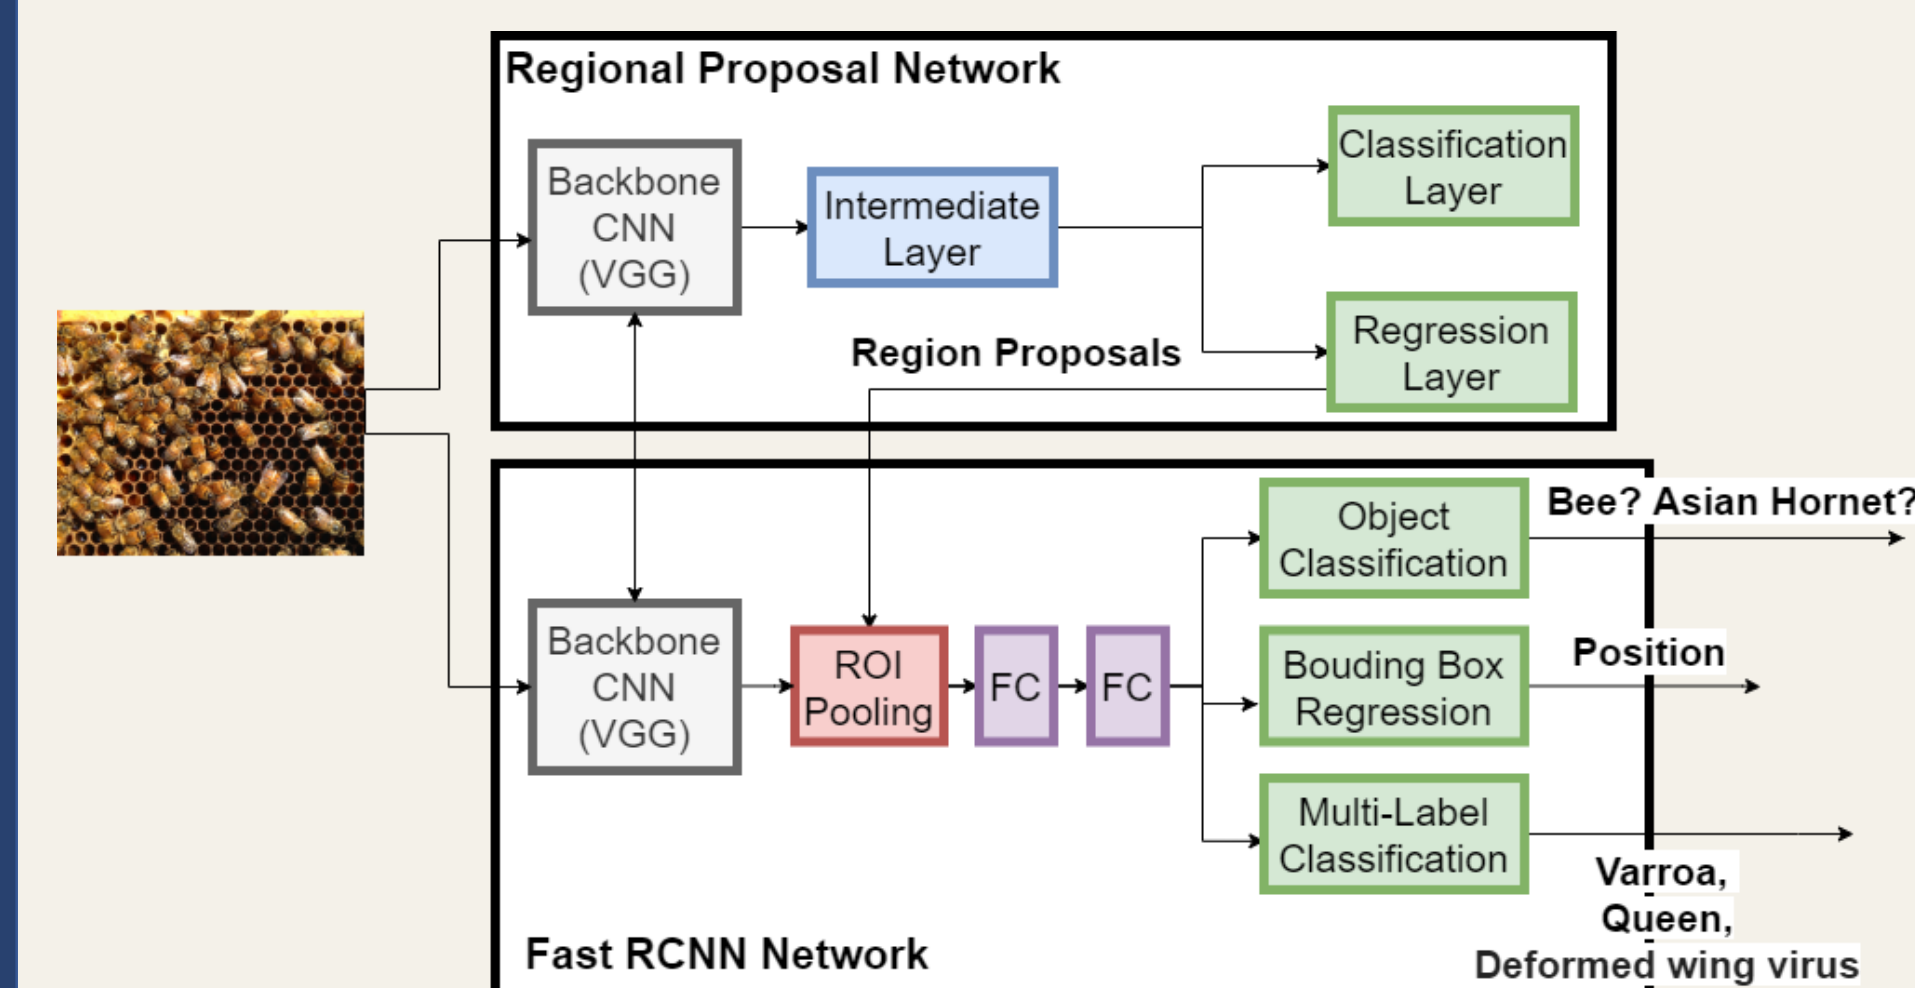 Regional Proposal Network
Backbone
CNN
(VGG)
Intermediate
Layer
Classification
Layer
Regression
Layer
Region Proposals
Backbone
CNN
(VGG)
ROI
Pooling
FC
FC
Object
Classification
Bee? Asian Hornet?
Bouding Box
Regression
Position
Multi-Label
Classification
Varroa,
Queen,
Deformed wing virus
Fast RCNN Network